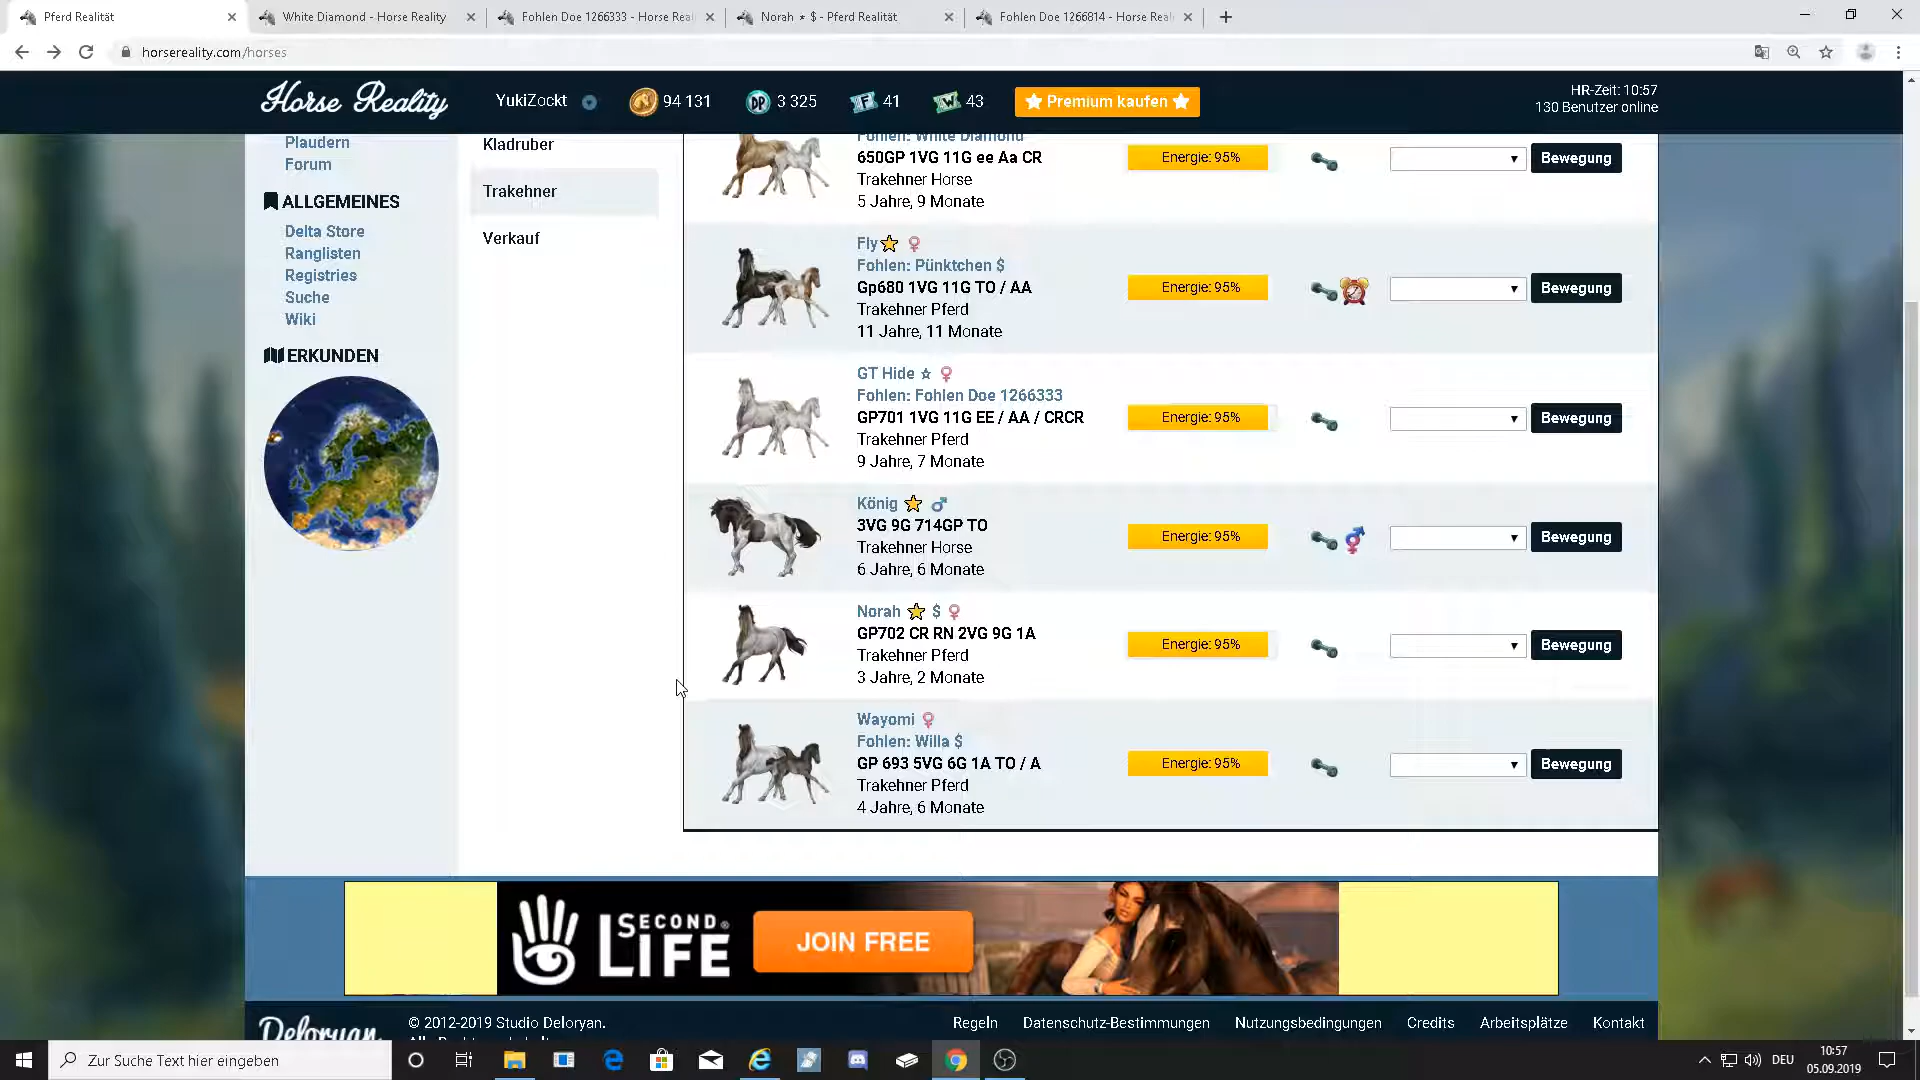 Pferd Realität
White Diamond - Horse Reality
Fohlen Doe 1266333 - Horse Real
Norah ⭑ $ - Pferd Realität
Fohlen Doe 1266814 - Horse Real
horsereality.com/horses
Horse Reality
YukiZockt
94 131
DP
3 325
F
41
W
43
Premium kaufen
HR-Zeit: 10:57
130 Benutzer online
Plaudern
Forum
ALLGEMEINES
Delta Store
Ranglisten
Registries
Suche
Wiki
ERKUNDEN
Kladruber
Trakehner
Verkauf
Fohlen: White Diamond
650GP 1VG 11G ee Aa CR
Trakehner Horse
5 Jahre, 9 Monate
Energie: 95%
Bewegung
Fly⭐ ♀
Fohlen: Pünktchen $
Gp680 1VG 11G TO / AA
Trakehner Pferd
11 Jahre, 11 Monate
Energie: 95%
Bewegung
GT Hide ☆ ♀
Fohlen: Fohlen Doe 1266333
GP701 1VG 11G EE / AA / CRCR
Trakehner Pferd
9 Jahre, 7 Monate
Energie: 95%
Bewegung
König ⭐ ♂
3VG 9G 714GP TO
Trakehner Horse
6 Jahre, 6 Monate
Energie: 95%
Bewegung
Norah ⭐ $ ♀
GP702 CR RN 2VG 9G 1A
Trakehner Pferd
3 Jahre, 2 Monate
Energie: 95%
Bewegung
Wayomi ♀
Fohlen: Willa $
GP 693 5VG 6G 1A TO / A
Trakehner Pferd
4 Jahre, 6 Monate
Energie: 95%
Bewegung
SECOND®
LIFE
JOIN FREE
Deloryan
© 2012-2019 Studio Deloryan.
Regeln
Datenschutz-Bestimmungen
Nutzungsbedingungen
Credits
Arbeitsplätze
Kontakt
Zur Suche Text hier eingeben
DEU
10:57
05.09.2019